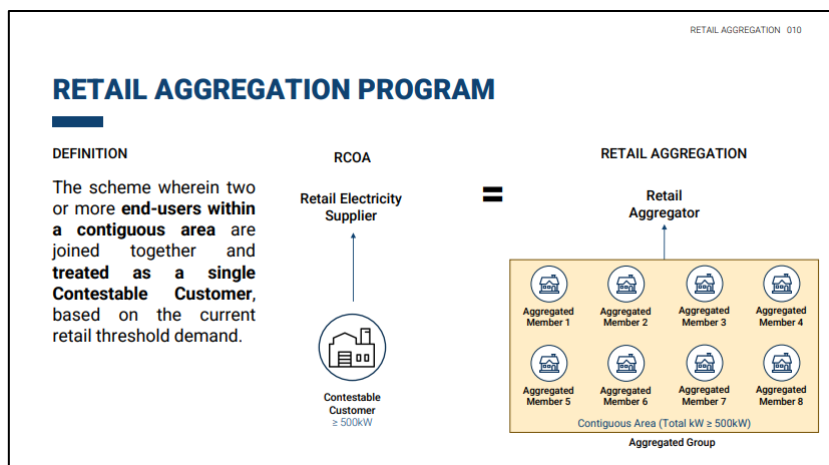 RETAIL AGGREGATION 010
RETAIL AGGREGATION PROGRAM
DEFINITION
The scheme wherein two
or more end-users within
a contiguous area are
joined together and
treated as a single
Contestable Customer,
based on the current
retail threshold demand.
RCOA
Retail Electricity
Supplier
Contestable
Customer
≥ 500kW
=
RETAIL AGGREGATION
Retail
Aggregator
Aggregated
Member 1
Aggregated
Member 2
Aggregated
Member 3
Aggregated
Member 4
Aggregated
Member 5
Aggregated
Member 6
Aggregated
Member 7
Aggregated
Member 8
Contiguous Area (Total kW ≥ 500kW)
Aggregated Group